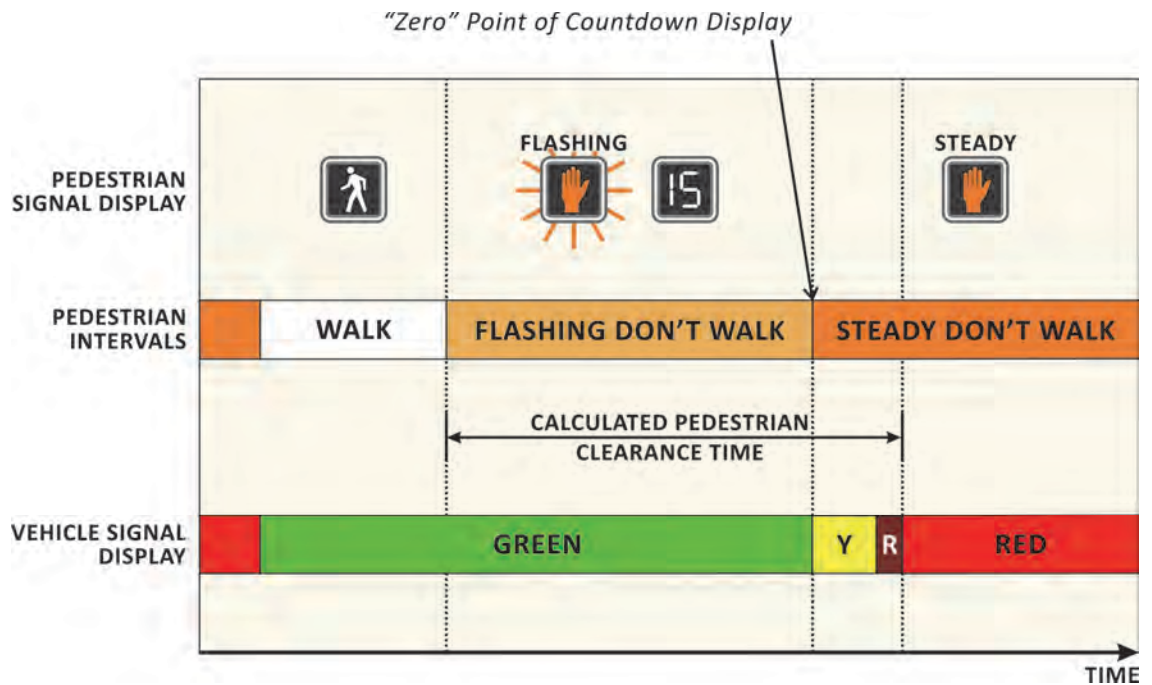 “Zero” Point of Countdown Display
FLASHING
STEADY
PEDESTRIAN
SIGNAL DISPLAY
15
PEDESTRIAN
INTERVALS
WALK
FLASHING DON’T WALK
STEADY DON’T WALK
CALCULATED PEDESTRIAN
CLEARANCE TIME
VEHICLE SIGNAL
DISPLAY
GREEN
Y
R
RED
TIME